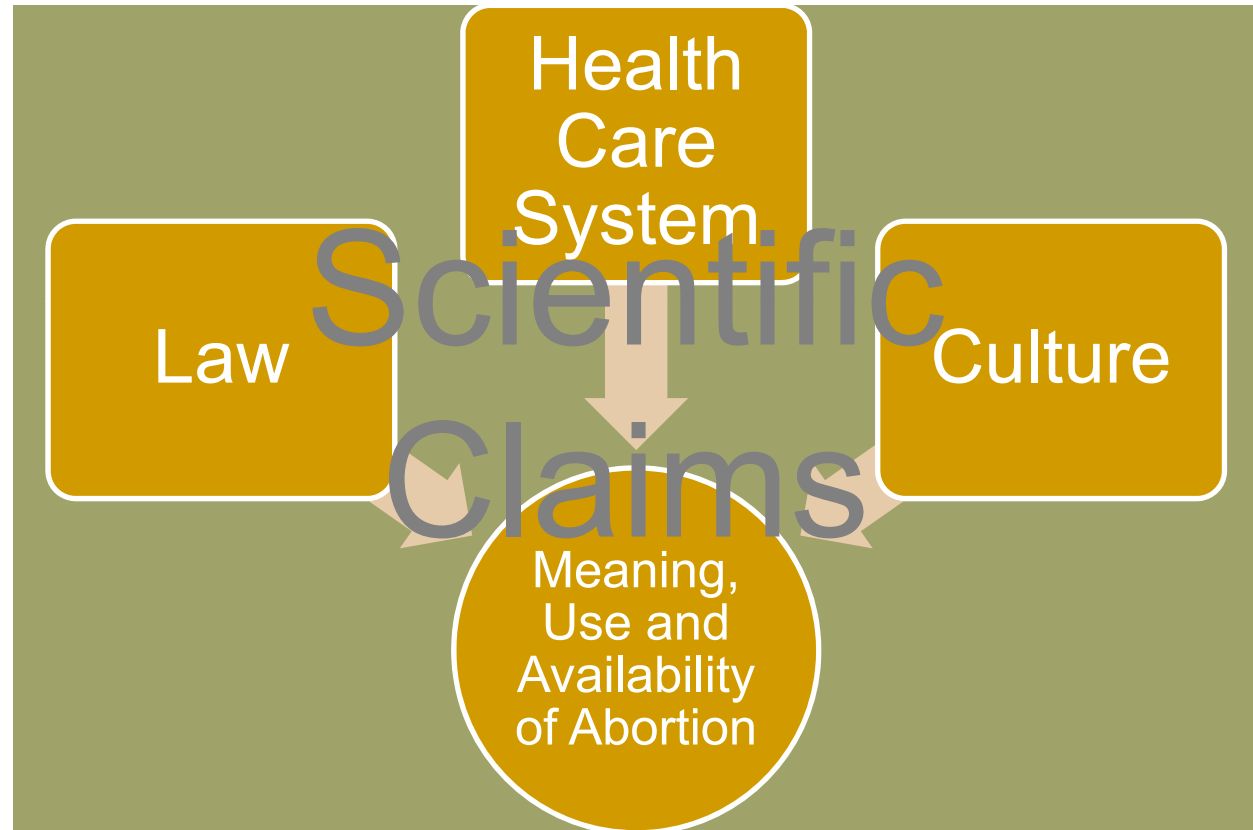 Health
Care
System
Scientific
Law
Culture
Claims
Meaning,
Use and
Availability
of Abortion